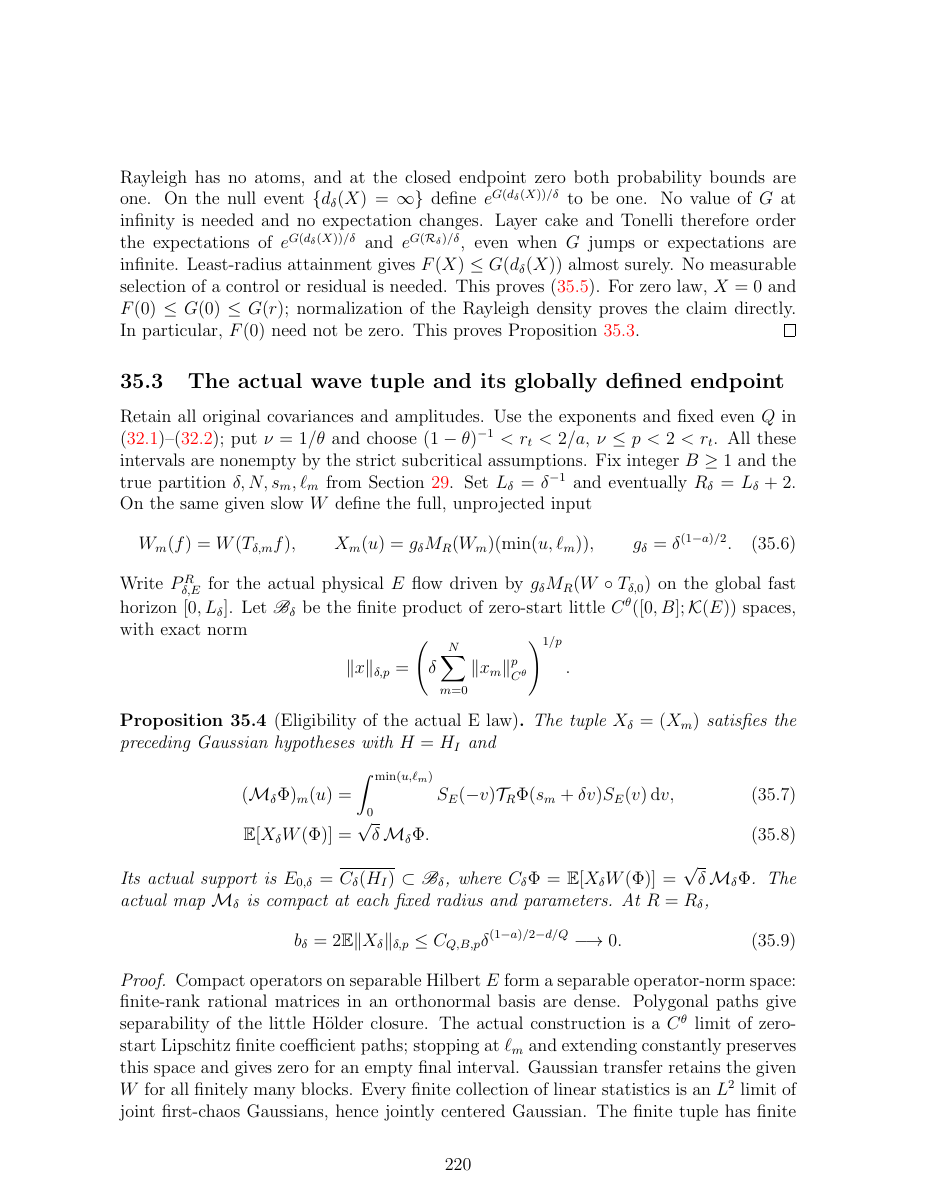 Rayleigh has no atoms, and at the closed endpoint zero both probability bounds are
one. On the null event {d_δ(X) = ∞} define e^{G(d_δ(X))/δ} to be one. No value of G at
infinity is needed and no expectation changes. Layer cake and Tonelli therefore order
the expectations of e^{G(d_δ(X))/δ} and e^{G(ℛ_δ)/δ}, even when G jumps or expectations are
infinite. Least-radius attainment gives F(X) ≤ G(d_δ(X)) almost surely. No measurable
selection of a control or residual is needed. This proves (35.5). For zero law, X = 0 and
F(0) ≤ G(0) ≤ G(r); normalization of the Rayleigh density proves the claim directly.
In particular, F(0) need not be zero. This proves Proposition 35.3. □
35.3 The actual wave tuple and its globally defined endpoint
Retain all original covariances and amplitudes. Use the exponents and fixed even Q in
(32.1)–(32.2); put ν = 1/θ and choose (1 − θ)^{−1} < r_t < 2/a, ν ≤ p < 2 < r_t. All these
intervals are nonempty by the strict subcritical assumptions. Fix integer B ≥ 1 and the
true partition δ, N, s_m, ℓ_m from Section 29. Set L_δ = δ^{−1} and eventually R_δ = L_δ + 2.
On the same given slow W define the full, unprojected input
W_m(f) = W(T_{δ,m}f), X_m(u) = g_δM_R(W_m)(min(u, ℓ_m)), g_δ = δ^{(1−a)/2}. (35.6)
Write P^R_{δ,E} for the actual physical E flow driven by g_δM_R(W ∘ T_{δ,0}) on the global fast
horizon [0, L_δ]. Let ℬ_δ be the finite product of zero-start little C^θ([0, B]; 𝒦(E)) spaces,
with exact norm
‖x‖_{δ,p} = (δ ∑_{m=0}^{N} ‖x_m‖^p_{C^θ})^{1/p}.
Proposition 35.4 (Eligibility of the actual E law). The tuple X_δ = (X_m) satisfies the
preceding Gaussian hypotheses with H = H_I and
(ℳ_δΦ)_m(u) = ∫_0^{min(u,ℓ_m)} S_E(−v)𝒯_RΦ(s_m + δv)S_E(v) dv, (35.7)
𝔼[X_δW(Φ)] = √δ ℳ_δΦ. (35.8)
Its actual support is E_{0,δ} = \overline{C_δ(H_I)} ⊂ ℬ_δ, where C_δΦ = 𝔼[X_δW(Φ)] = √δ ℳ_δΦ. The
actual map ℳ_δ is compact at each fixed radius and parameters. At R = R_δ,
b_δ = 2𝔼‖X_δ‖_{δ,p} ≤ C_{Q,B,p}δ^{(1−a)/2−d/Q} ⟶ 0. (35.9)
Proof. Compact operators on separable Hilbert E form a separable operator-norm space:
finite-rank rational matrices in an orthonormal basis are dense. Polygonal paths give
separability of the little Hölder closure. The actual construction is a C^θ limit of zero-
start Lipschitz finite coefficient paths; stopping at ℓ_m and extending constantly preserves
this space and gives zero for an empty final interval. Gaussian transfer retains the given
W for all finitely many blocks. Every finite collection of linear statistics is an L^2 limit of
joint first-chaos Gaussians, hence jointly centered Gaussian. The finite tuple has finite
220